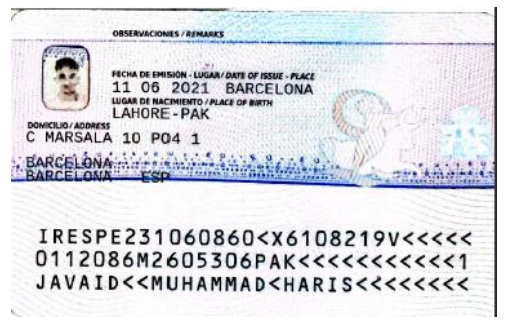 OBSERVACIONES / REMARKS
FECHA DE EMISIÓN - LUGAR / DATE OF ISSUE - PLACE
11 06 2021 BARCELONA
LUGAR DE NACIMIENTO / PLACE OF BIRTH
LAHORE-PAK
DOMICILIO / ADDRESS
C MARSALA 10 PO4 1
BARCELONA
BARCELONA ESP
IRESPE231060860<X6108219V<<<<<
0112086M2605306PAK<<<<<<<<<<<1
JAVAID<<MUHAMMAD<HARIS<<<<<<<<